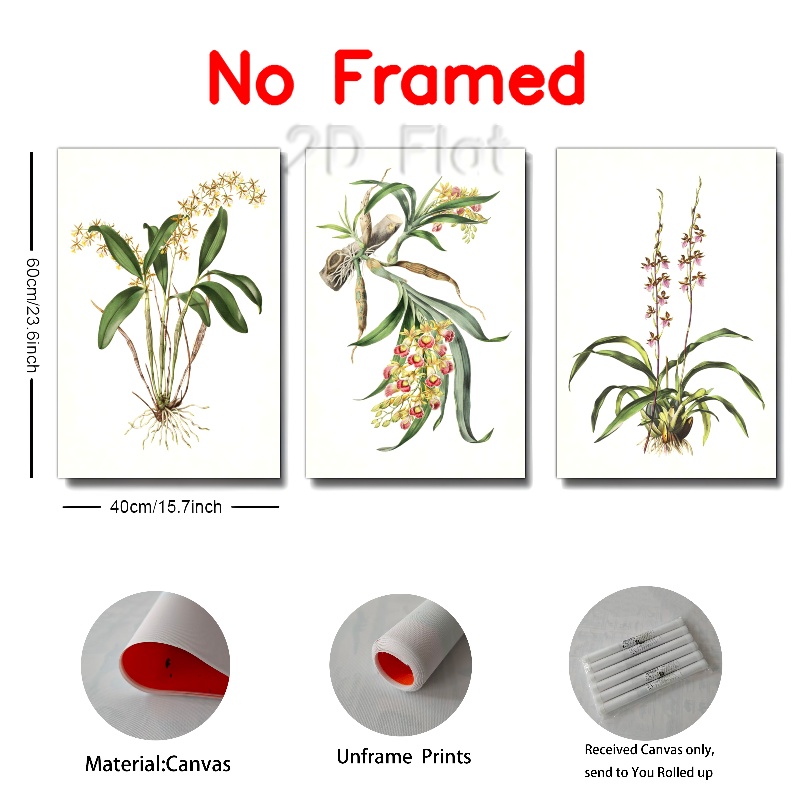 No Framed
2D Flat
60cm/23.6inch
40cm/15.7inch
Material:Canvas
Unframe Prints
Received Canvas only,
send to You Rolled up